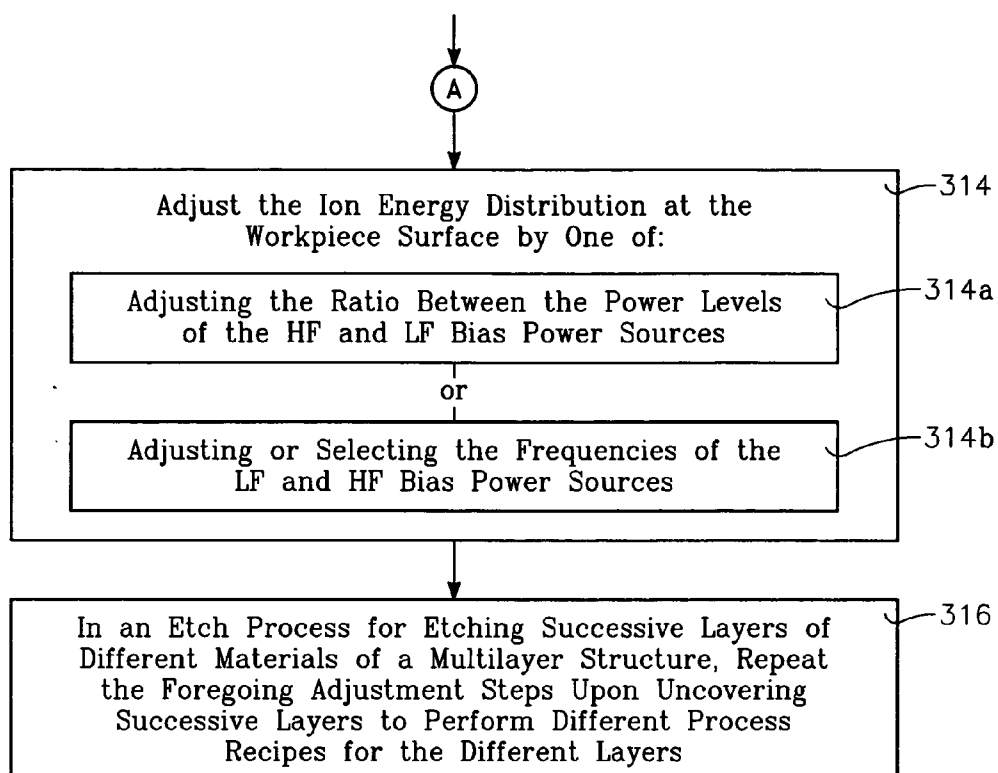 A
314
Adjust the Ion Energy Distribution at the
Workpiece Surface by One of:
314a
Adjusting the Ratio Between the Power Levels
of the HF and LF Bias Power Sources
or
314b
Adjusting or Selecting the Frequencies of the
LF and HF Bias Power Sources
316
In an Etch Process for Etching Successive Layers of
Different Materials of a Multilayer Structure, Repeat
the Foregoing Adjustment Steps Upon Uncovering
Successive Layers to Perform Different Process
Recipes for the Different Layers